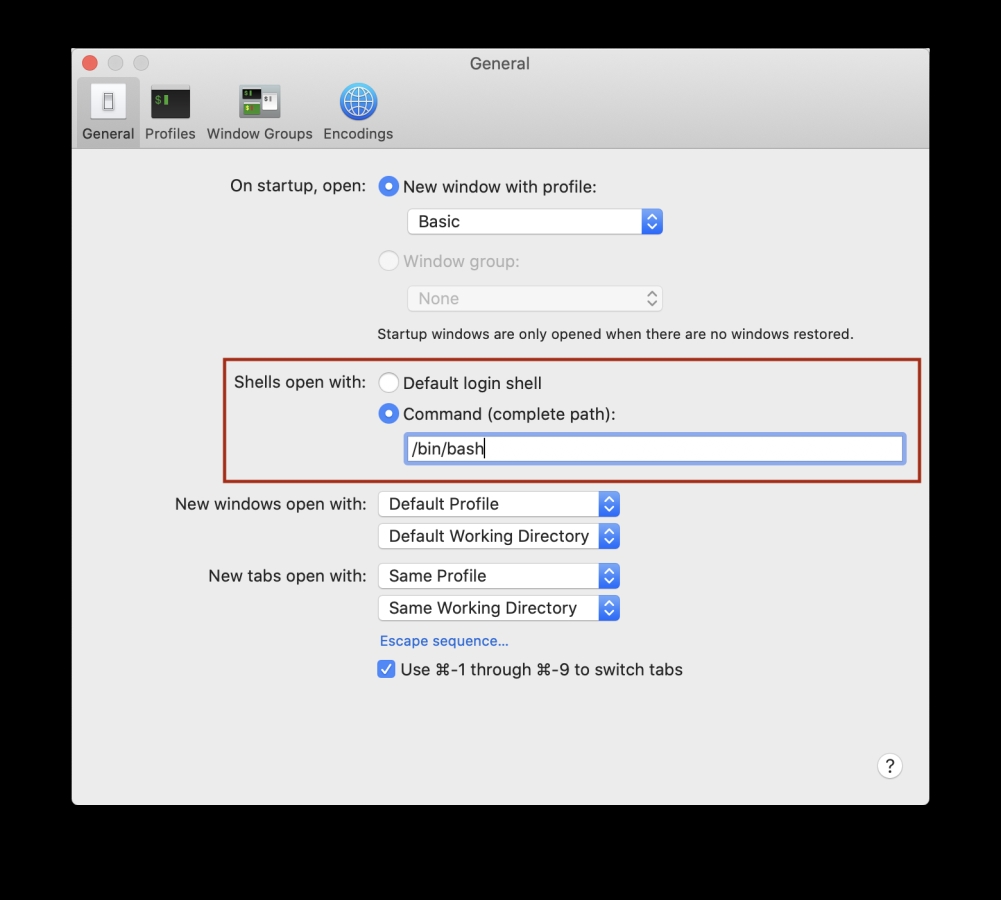 General
General Profiles Window Groups Encodings
On startup, open: New window with profile:
Basic
Window group:
None
Startup windows are only opened when there are no windows restored.
Shells open with: Default login shell
Command (complete path):
/bin/bash
New windows open with: Default Profile
Default Working Directory
New tabs open with: Same Profile
Same Working Directory
Escape sequence...
Use ⌘-1 through ⌘-9 to switch tabs
?